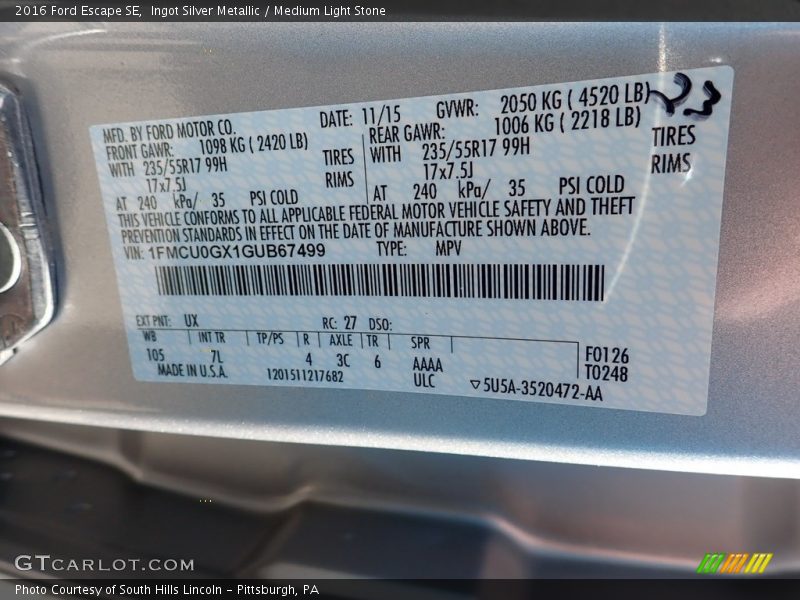 2016 Ford Escape SE,  Ingot Silver Metallic / Medium Light Stone
MFD. BY FORD MOTOR CO. DATE: 11/15 GVWR: 2050 KG ( 4520 LB) 23
FRONT GAWR: 1098 KG ( 2420 LB) REAR GAWR: 1006 KG ( 2218 LB)
WITH 235/55R17 99H TIRES WITH 235/55R17 99H TIRES
17x7.5J RIMS 17x7.5J RIMS
AT 240 kPa/ 35 PSI COLD AT 240 kPa/ 35 PSI COLD
THIS VEHICLE CONFORMS TO ALL APPLICABLE FEDERAL MOTOR VEHICLE SAFETY AND THEFT
PREVENTION STANDARDS IN EFFECT ON THE DATE OF MANUFACTURE SHOWN ABOVE.
VIN: 1FMCU0GX1GUB67499 TYPE: MPV
EXT PNT: UX RC: 27 DSO:
WB INT TR TP/PS R AXLE TR SPR
105 7L 4 3C 6 AAAA F0126
MADE IN U.S.A. 1201511217682 ULC T0248
▽5U5A-3520472-AA
GTCARLOT.COM
Photo Courtesy of South Hills Lincoln - Pittsburgh, PA